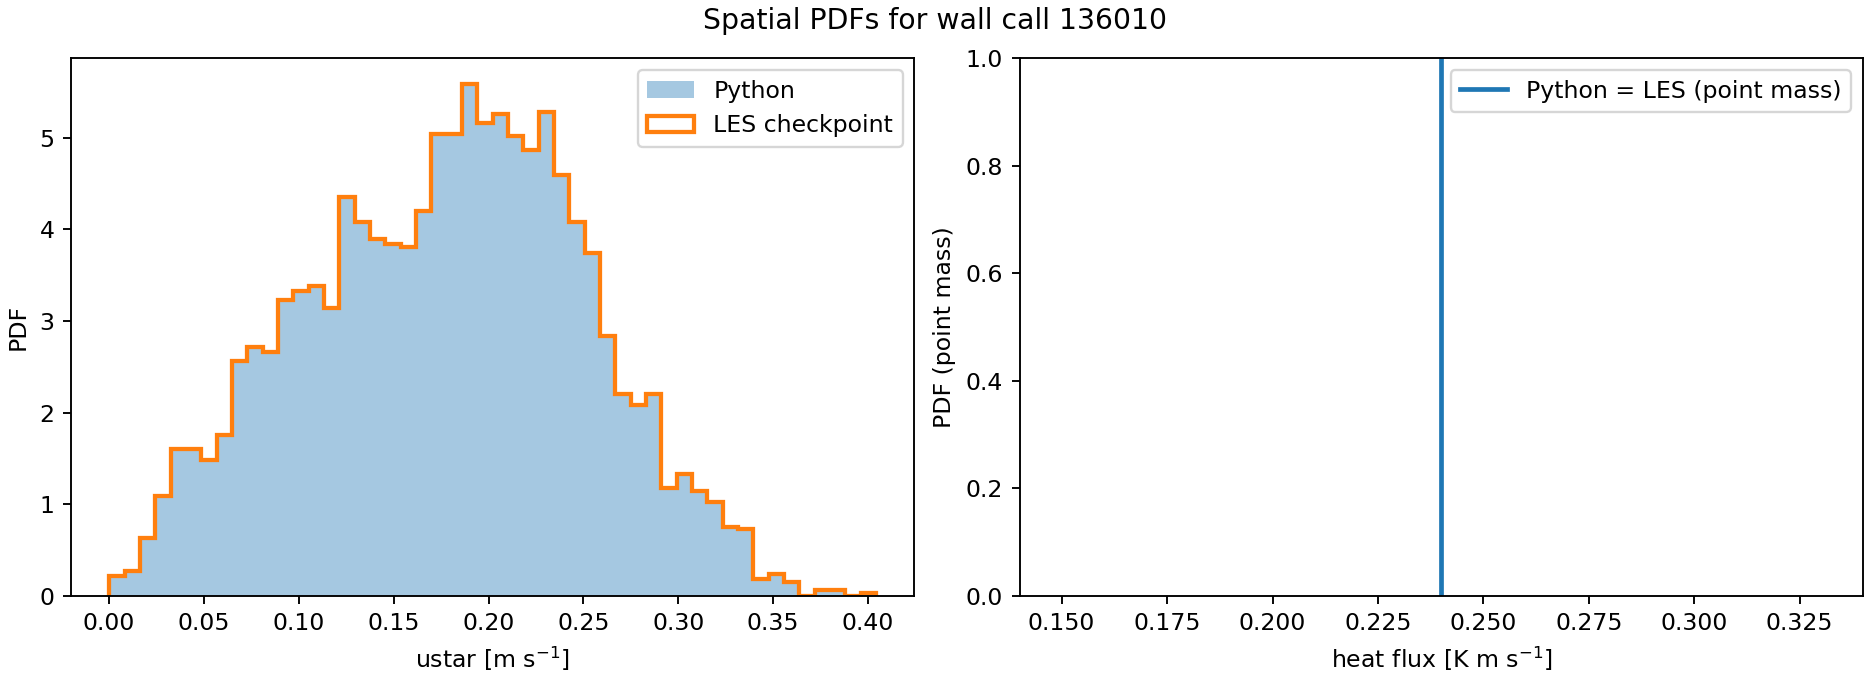 Spatial PDFs for wall call 136010
Python
LES checkpoint
PDF
5
4
3
2
1
0
0.00 0.05 0.10 0.15 0.20 0.25 0.30 0.35 0.40
ustar [m s⁻¹]
Python = LES (point mass)
PDF (point mass)
1.0
0.8
0.6
0.4
0.2
0.0
0.150 0.175 0.200 0.225 0.250 0.275 0.300 0.325
heat flux [K m s⁻¹]